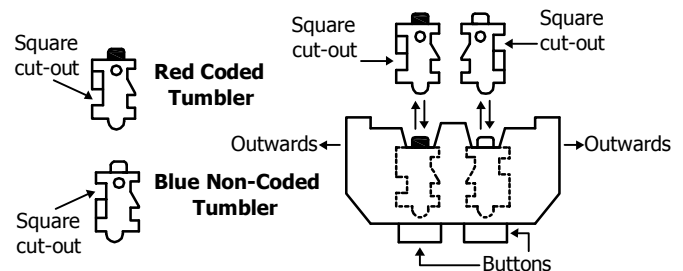 Square
cut-out
Red Coded
Tumbler
Square
cut-out
Blue Non-Coded
Tumbler
Square
cut-out
Square
cut-out
Outwards
Outwards
Buttons